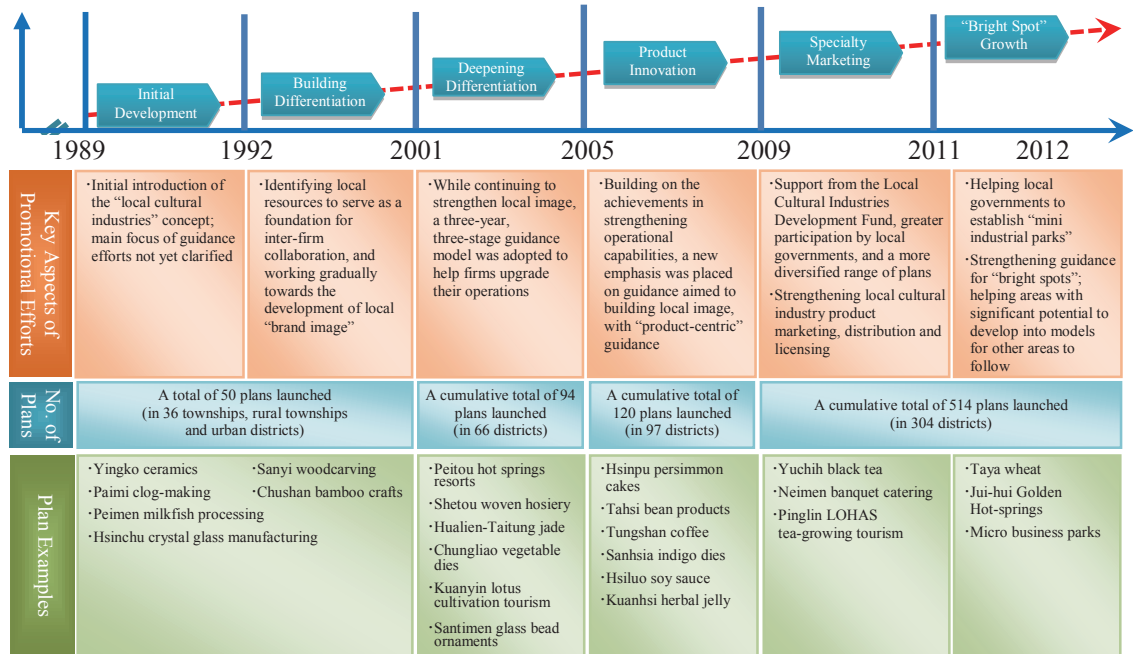 Initial
Development
Building
Differentiation
Deepening
Differentiation
Product
Innovation
Specialty
Marketing
“Bright Spot”
Growth
1989
1992
2001
2005
2009
2011
2012
Key Aspects of
Promotional Efforts
·Initial introduction of
the “local cultural
industries” concept;
main focus of guidance
efforts not yet clarified
·Identifying local
resources to serve as a
foundation for
inter-firm
collaboration, and
working gradually
towards the
development of local
“brand image”
·While continuing to
strengthen local image,
a three-year,
three-stage guidance
model was adopted to
help firms upgrade
their operations
·Building on the
achievements in
strengthening
operational
capabilities, a new
emphasis was placed
on guidance aimed to
building local image,
with “product-centric”
guidance
·Support from the Local
Cultural Industries
Development Fund, greater
participation by local
governments, and a more
diversified range of plans
·Strengthening local cultural
industry product
marketing, distribution and
licensing
·Helping local
governments to
establish “mini
industrial parks”
·Strengthening guidance
for “bright spots”;
helping areas with
significant potential to
develop into models
for other areas to
follow
No. of
Plans
A total of 50 plans launched
(in 36 townships, rural townships
and urban districts)
A cumulative total of 94
plans launched
(in 66 districts)
A cumulative total of
120 plans launched
(in 97 districts)
A cumulative total of 514 plans launched
(in 304 districts)
Plan Examples
·Yingko ceramics
·Sanyi woodcarving
·Paimi clog-making
·Chushan bamboo crafts
·Peimen milkfish processing
·Hsinchu crystal glass manufacturing
·Peitou hot springs
resorts
·Shetou woven hosiery
·Hualien-Taitung jade
·Chungliao vegetable
dies
·Kuanyin lotus
cultivation tourism
·Santimen glass bead
ornaments
·Hsinpu persimmon
cakes
·Tahsi bean products
·Tungshan coffee
·Sanhsia indigo dies
·Hsiluo soy sauce
·Kuanhsi herbal jelly
·Yuchih black tea
·Neimen banquet catering
·Pinglin LOHAS
tea-growing tourism
·Taya wheat
·Jui-hui Golden
Hot-springs
·Micro business parks